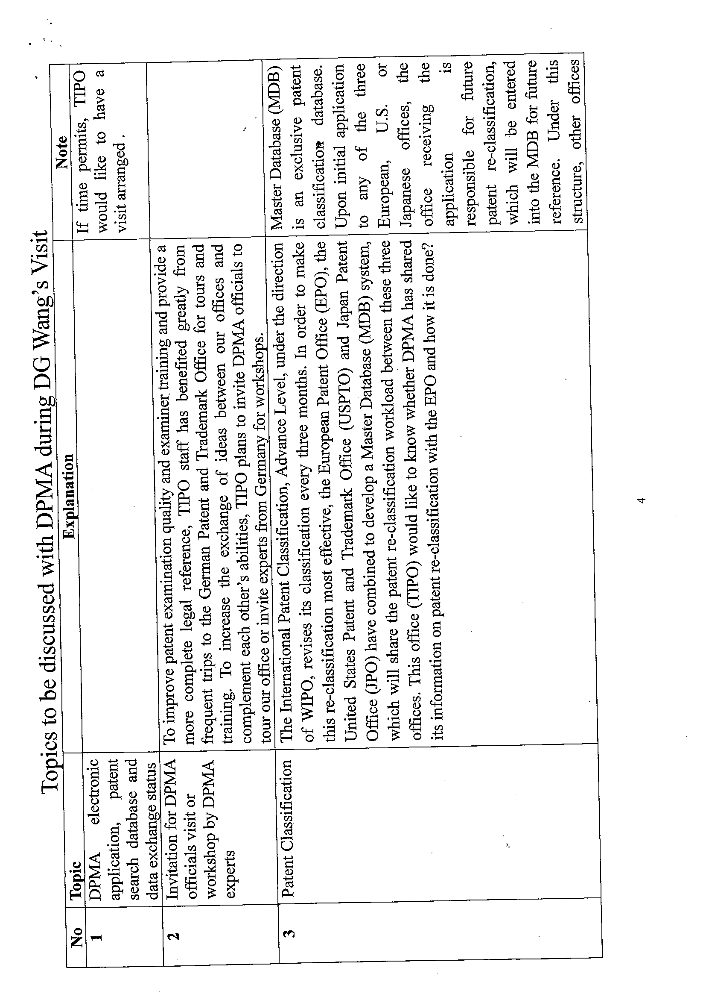 Topics to be discussed with DPMA during DG Wang's Visit
No
Topic
Explanation
Note
1
DPMA electronic
application, patent
search database and
data exchange status
If time permits, TIPO
would like to have a
visit arranged.
2
Invitation for DPMA
officials visit or
workshop by DPMA
experts
To improve patent examination quality and examiner training and provide a
more complete legal reference, TIPO staff has benefited greatly from
frequent trips to the German Patent and Trademark Office for tours and
training. To increase the exchange of ideas between our offices and
complement each other's abilities, TIPO plans to invite DPMA officials to
tour our office or invite experts from Germany for workshops.
3
Patent Classification
The International Patent Classification, Advance Level, under the direction
of WIPO, revises its classification every three months. In order to make
this re-classification most effective, the European Patent Office (EPO), the
United States Patent and Trademark Office (USPTO) and Japan Patent
Office (JPO) have combined to develop a Master Database (MDB) system,
which will share the patent re-classification workload between these three
offices. This office (TIPO) would like to know whether DPMA has shared
its information on patent re-classification with the EPO and how it is done?
Master Database (MDB)
is an exclusive patent
classification database.
Upon initial application
to any of the three
European, U.S. or
Japanese offices, the
office receiving the
application is
responsible for future
patent re-classification,
which will be entered
into the MDB for future
reference. Under this
structure, other offices
4